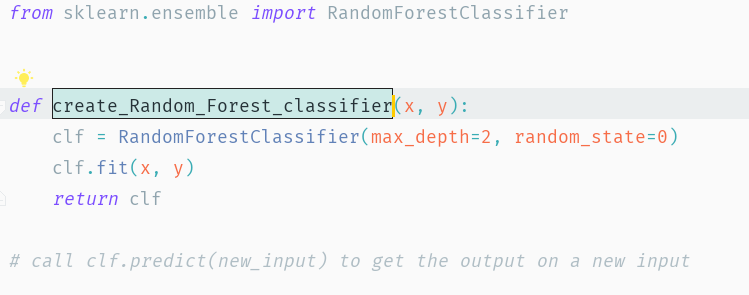 from sklearn.ensemble import RandomForestClassifier
def create_Random_Forest_classifier(x, y):
    clf = RandomForestClassifier(max_depth=2, random_state=0)
    clf.fit(x, y)
    return clf
# call clf.predict(new_input) to get the output on a new input